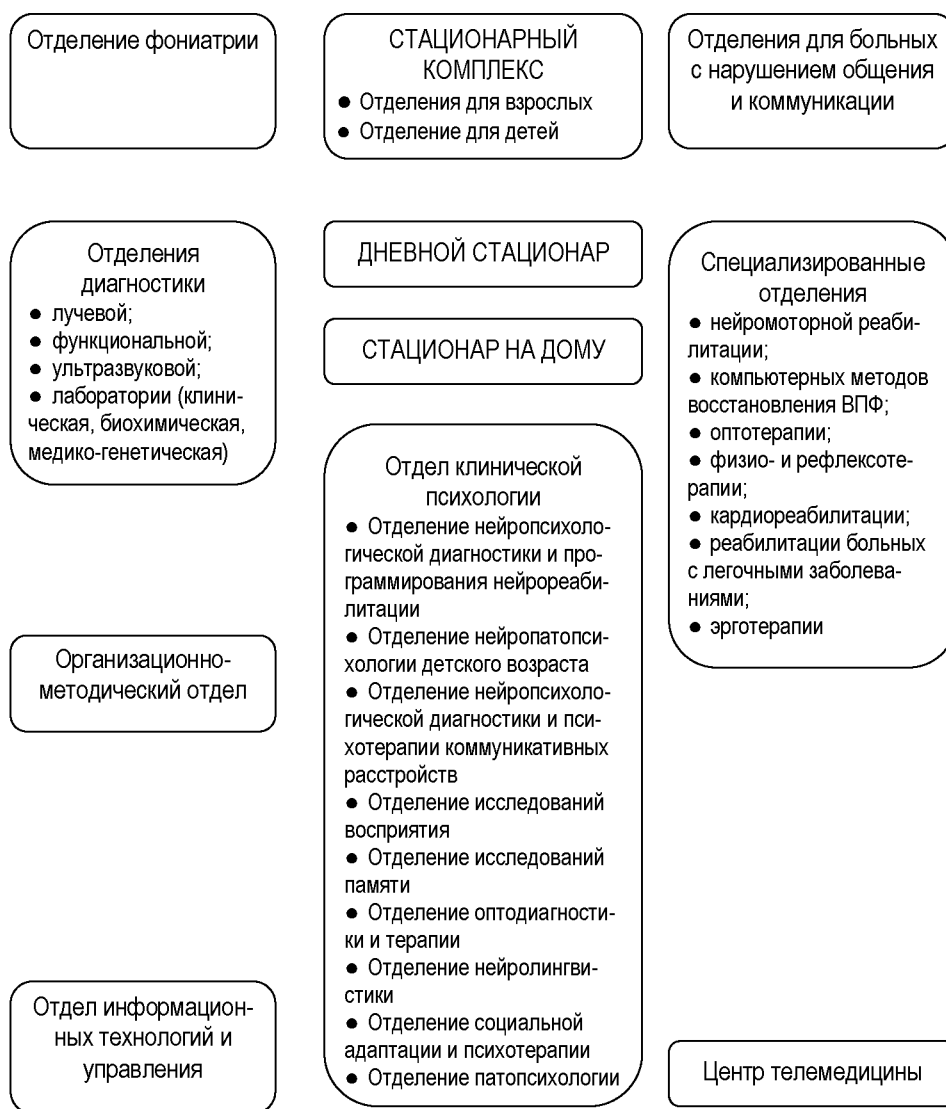 Отделение фониатрии
СТАЦИОНАРНЫЙ
КОМПЛЕКС
● Отделения для взрослых
● Отделение для детей
Отделения для больных
с нарушением общения
и коммуникации
Отделения
диагностики
● лучевой;
● функциональной;
● ультразвуковой;
● лаборатории (клини-
ческая, биохимическая,
медико-генетическая)
ДНЕВНОЙ СТАЦИОНАР
СТАЦИОНАР НА ДОМУ
Специализированные
отделения
● нейромоторной реаби-
литации;
● компьютерных методов
восстановления ВПФ;
● оптотерапии;
● физио- и рефлексоте-
рапии;
● кардиореабилитации;
● реабилитации больных
с легочными заболева-
ниями;
● эрготерапии
Отдел клинической
психологии
● Отделение нейропсихоло-
гической диагностики и про-
граммирования нейрореаби-
литации
● Отделение нейропатопси-
хологии детского возраста
● Отделение нейропсихоло-
гической диагностики и пси-
хотерапии коммуникативных
расстройств
● Отделение исследований
восприятия
● Отделение исследований
памяти
● Отделение оптодиагности-
ки и терапии
● Отделение нейролингви-
стики
● Отделение социальной
адаптации и психотерапии
● Отделение патопсихологии
Организационно-
методический отдел
Отдел информацион-
ных технологий и
управления
Центр телемедицины